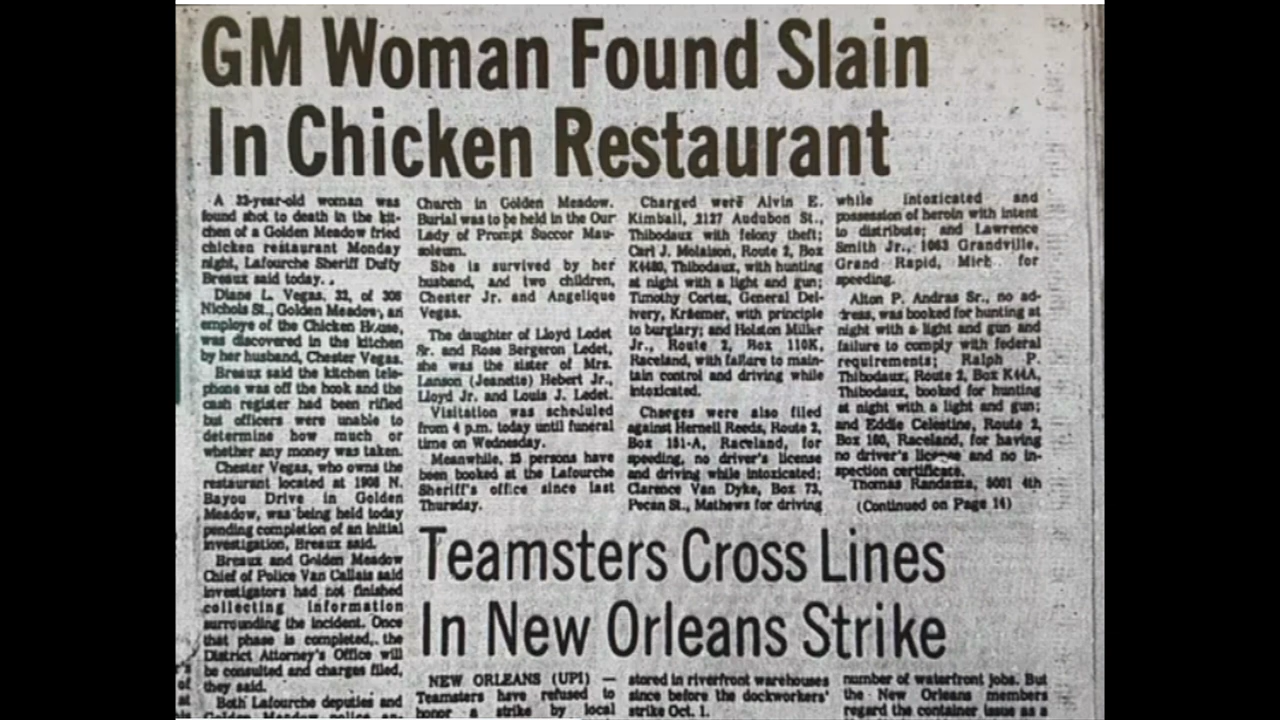 GM Woman Found Slain
In Chicken Restaurant
A 22-year-old woman was
found shot to death in the kit-
chen of a Golden Meadow fried
chicken restaurant Monday
night, Lafourche Sheriff Duffy
Breaux said today.
Diane L. Vegas, 22, of 306
Nichols St., Golden Meadow, an
employe of the Chicken House,
was discovered in the kitchen
by her husband, Chester Vegas.
Breaux said the kitchen tele-
phone was off the hook and the
cash register had been rifled
but officers were unable to
determine how much or
whether any money was taken.
Chester Vegas, who owns the
restaurant located at 1908 N.
Bayou Drive in Golden
Meadow, was being held today
pending completion of an initial
investigation, Breaux said.
Breaux and Golden Meadow
Chief of Police Van Callais said
investigators had not finished
collecting information
surrounding the incident. Once
that phase is completed, the
District Attorney's Office will
be consulted and charges filed,
they said.
Both Lafourche deputies and
Golden Meadow police
Church in Golden Meadow.
Burial was to be held in the Our
Lady of Prompt Succor Mau-
soleum.
She is survived by her
husband, and two children,
Chester Jr. and Angelique
Vegas.
The daughter of Lloyd Ledet
Sr. and Rose Bergeron Ledet,
she was the sister of Mrs.
Lanson (Jeanette) Hebert Jr.,
Lloyd Jr. and Louis J. Ledet.
Visitation was scheduled
from 4 p.m. today until funeral
time on Wednesday.
Meanwhile, 25 persons have
been booked at the Lafourche
Sheriff's office since last
Thursday.
Charged were Alvin E.
Kimball, 2127 Audubon St.,
Thibodaux with felony theft;
Carl J. Molaison, Route 2, Box
K4480, Thibodaux, with hunting
at night with a light and gun;
Timothy Cortez, General Del-
ivery, Kraemer, with principle
to burglary; and Holston Miller
Jr., Route 2, Box 110K,
Raceland, with failure to main-
tain control and driving while
intoxicated.
Charges were also filed
against Hernell Reeds, Route 2,
Box 151-A, Raceland, for
speeding, no driver's license
and driving while intoxicated;
Clarence Van Dyke, Box 73,
Pecan St., Mathews for driving
while intoxicated and
possession of heroin with intent
to distribute; and Lawrence
Smith Jr., 1063 Grandville,
Grand Rapid, Mich. for
speeding.
Alton P. Andras Sr., no ad-
dress, was booked for hunting at
night with a light and gun and
failure to comply with federal
requirements; Ralph P.
Thibodaux, Route 2, Box K44A,
Thibodaux, booked for hunting
at night with a light and gun;
and Eddie Celestine, Route 2,
Box 160, Raceland, for having
no driver's license and no in-
spection certificate.
Thomas 5001 4th
(Continued on Page 14)
Teamsters Cross Lines
In New Orleans Strike
NEW ORLEANS (UPI) —
Teamsters have refused to
honor a strike by local
stored in riverfront warehouses
since before the dockworkers'
strike Oct. 1.
number of waterfront jobs. But
the New Orleans members
regard the container issue as a